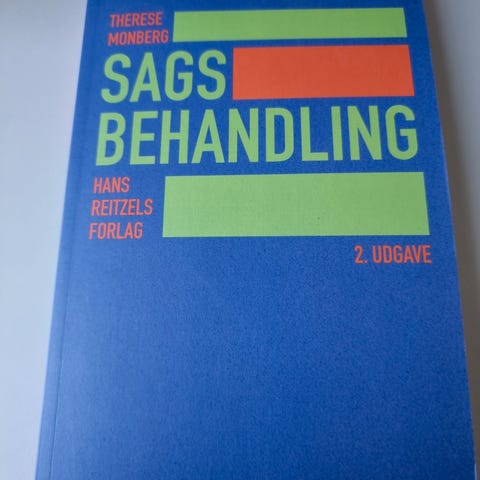 THERESE
MONBERG
SAGS
BEHANDLING
HANS
REITZELS
FORLAG
2. UDGAVE